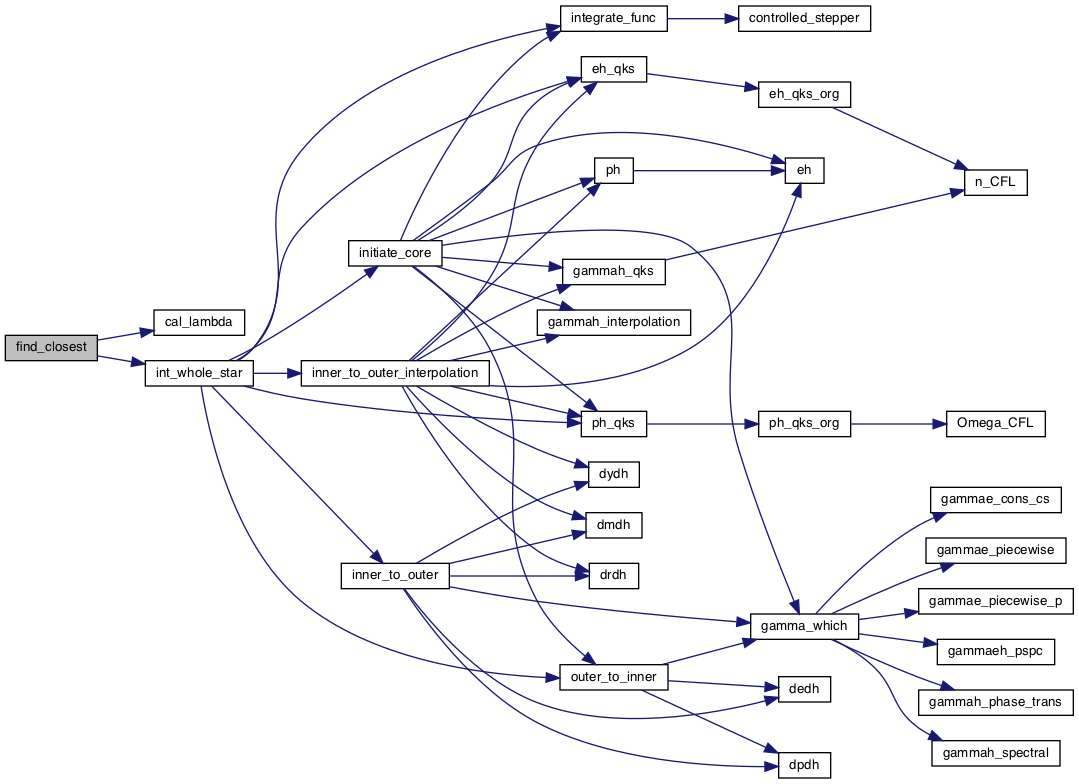 integrate_func
controlled_stepper
eh_qks
eh_qks_org
ph
eh
n_CFL
initiate_core
gammah_qks
gammah_interpolation
cal_lambda
find_closest
int_whole_star
inner_to_outer_interpolation
ph_qks
ph_qks_org
Omega_CFL
dydh
gammae_cons_cs
dmdh
gammae_piecewise
inner_to_outer
drdh
gammae_piecewise_p
gamma_which
gammaeh_pspc
outer_to_inner
dedh
gammah_phase_trans
gammah_spectral
dpdh